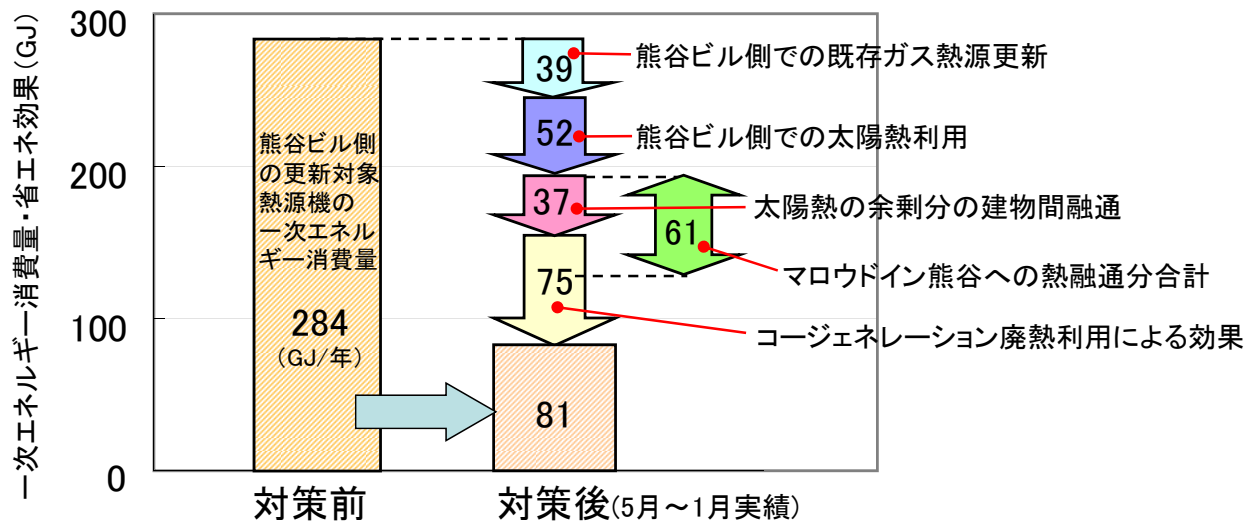 一次エネルギー消費量・省エネ効果(GJ)
300
200
100
0
熊谷ビル側
の更新対象
熱源機の
一次エネル
ギー消費量
284
(GJ/年)
39
52
37
75
81
61
熊谷ビル側での既存ガス熱源更新
熊谷ビル側での太陽熱利用
太陽熱の余剰分の建物間融通
マロウドイン熊谷への熱融通分合計
コージェネレーション廃熱利用による効果
対策前
対策後(5月～1月実績)